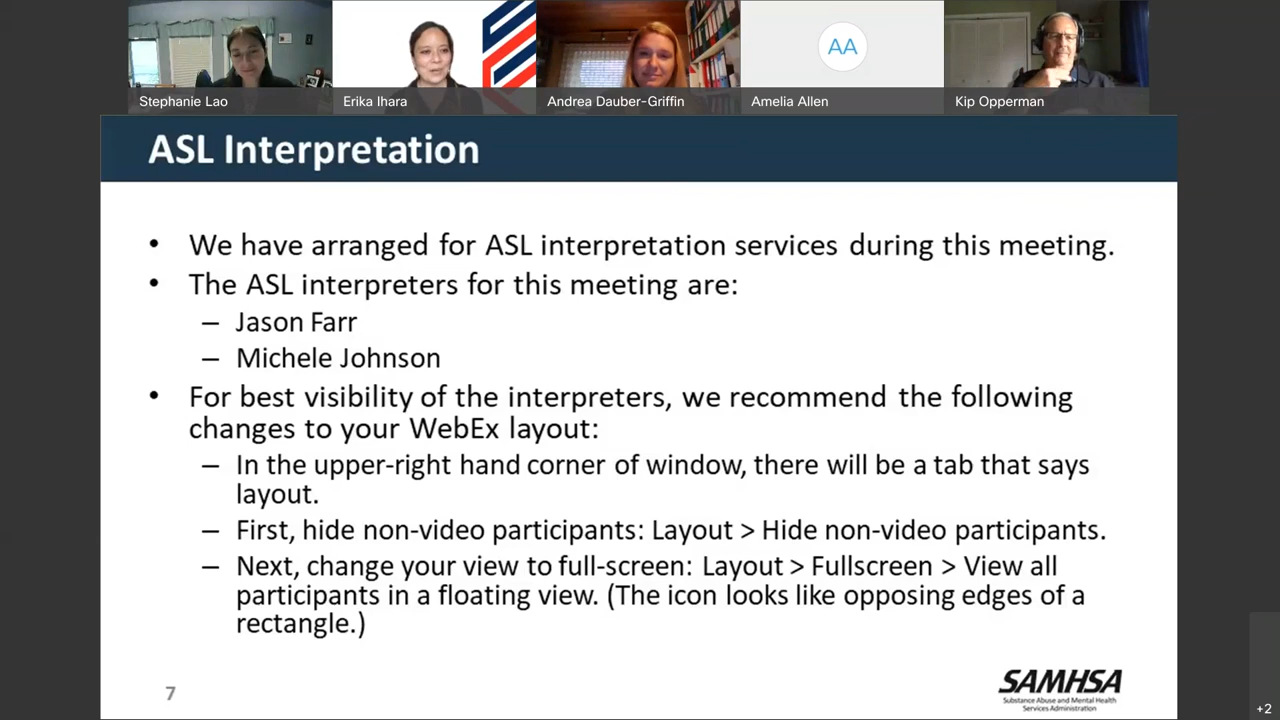 Stephanie Lao
Erika Ihara
Andrea Dauber-Griffin
AA
Amelia Allen
Kip Opperman
ASL Interpretation
• We have arranged for ASL interpretation services during this meeting.
• The ASL interpreters for this meeting are:
– Jason Farr
– Michele Johnson
• For best visibility of the interpreters, we recommend the following
changes to your WebEx layout:
– In the upper-right hand corner of window, there will be a tab that says
layout.
– First, hide non-video participants: Layout > Hide non-video participants.
– Next, change your view to full-screen: Layout > Fullscreen > View all
participants in a floating view. (The icon looks like opposing edges of a
rectangle.)
7
SAMHSA
Substance Abuse and Mental Health
Services Administration
+2